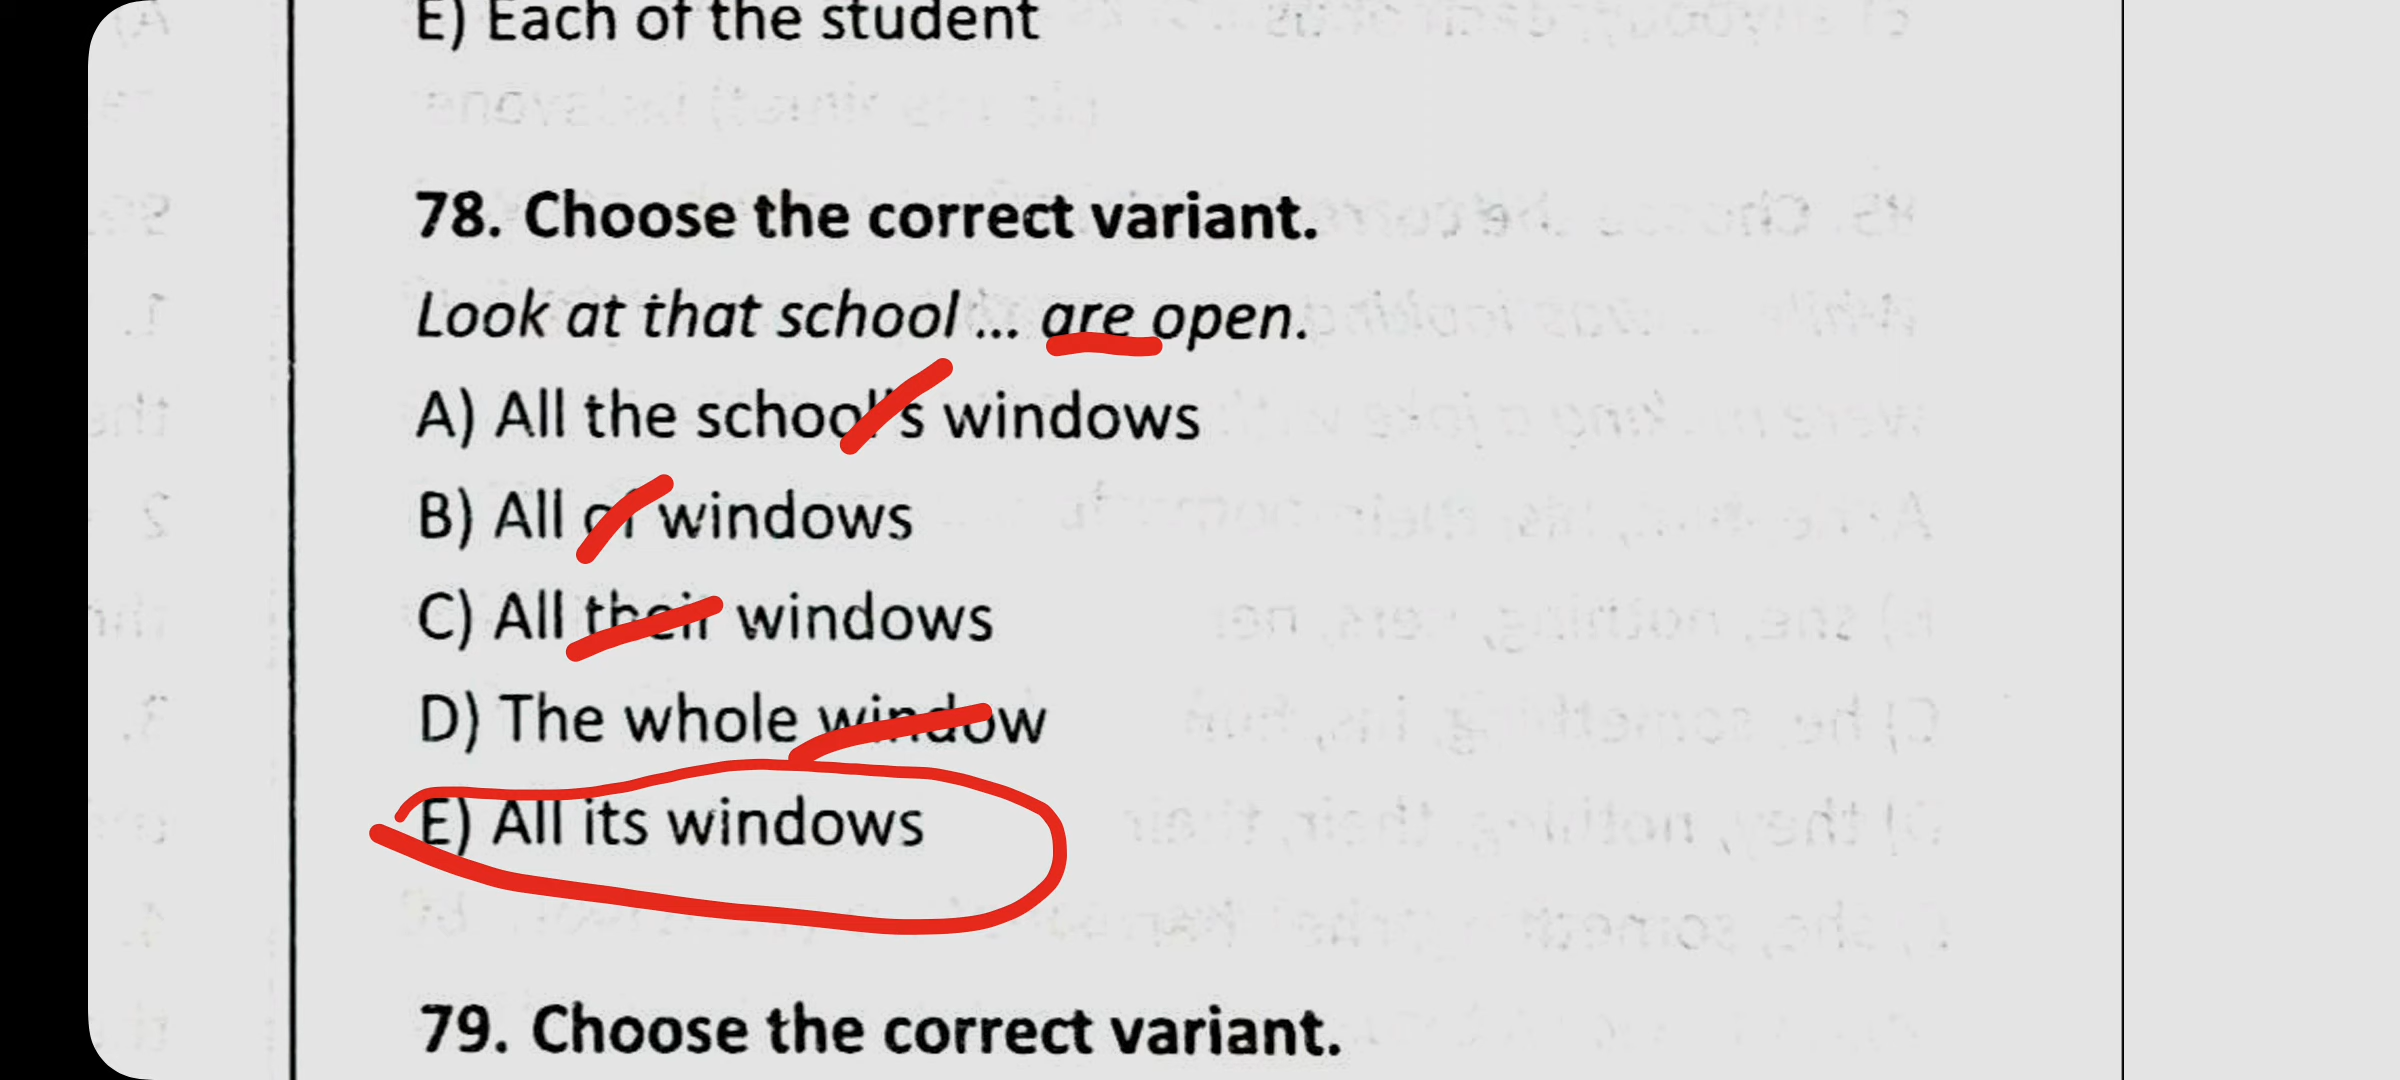 E) Each of the student
78. Choose the correct variant.
Look at that school ... are open.
A) All the school's windows
B) All of windows
C) All their windows
D) The whole window
E) All its windows
79. Choose the correct variant.